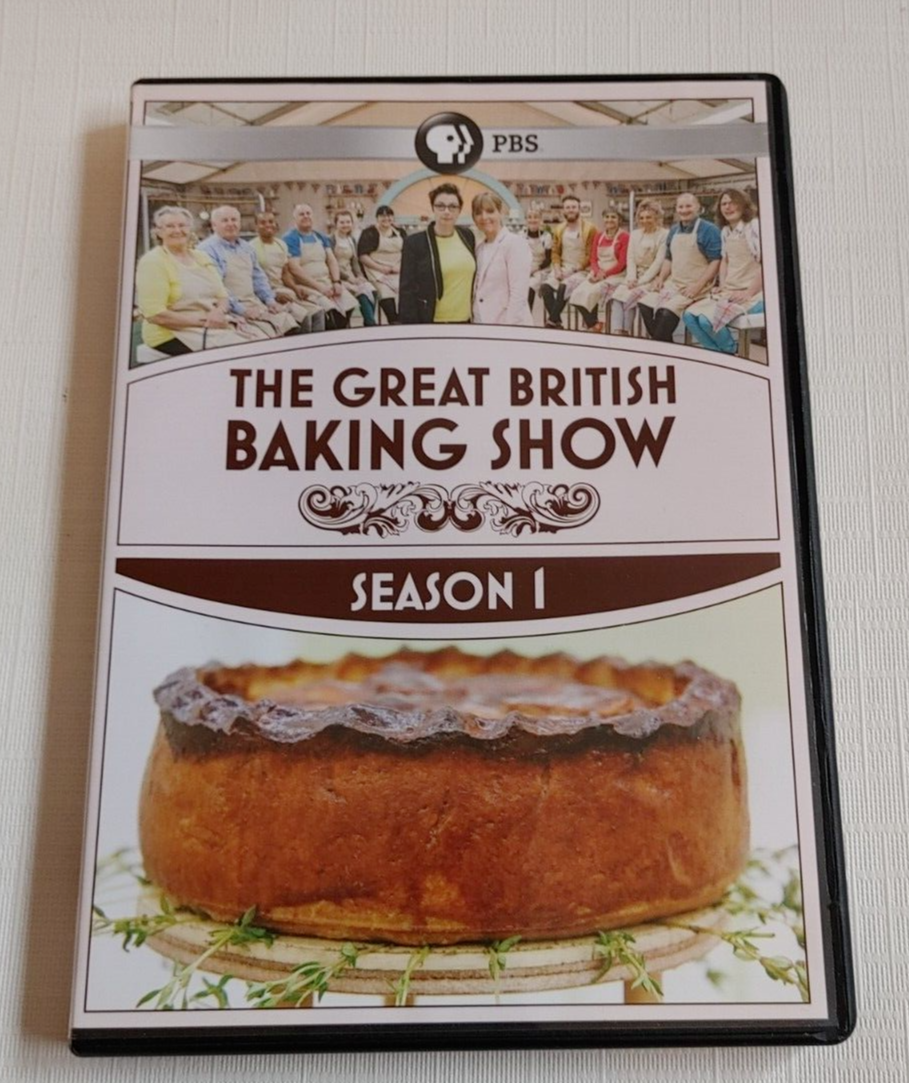 PBS
THE GREAT BRITISH
BAKING SHOW
SEASON 1